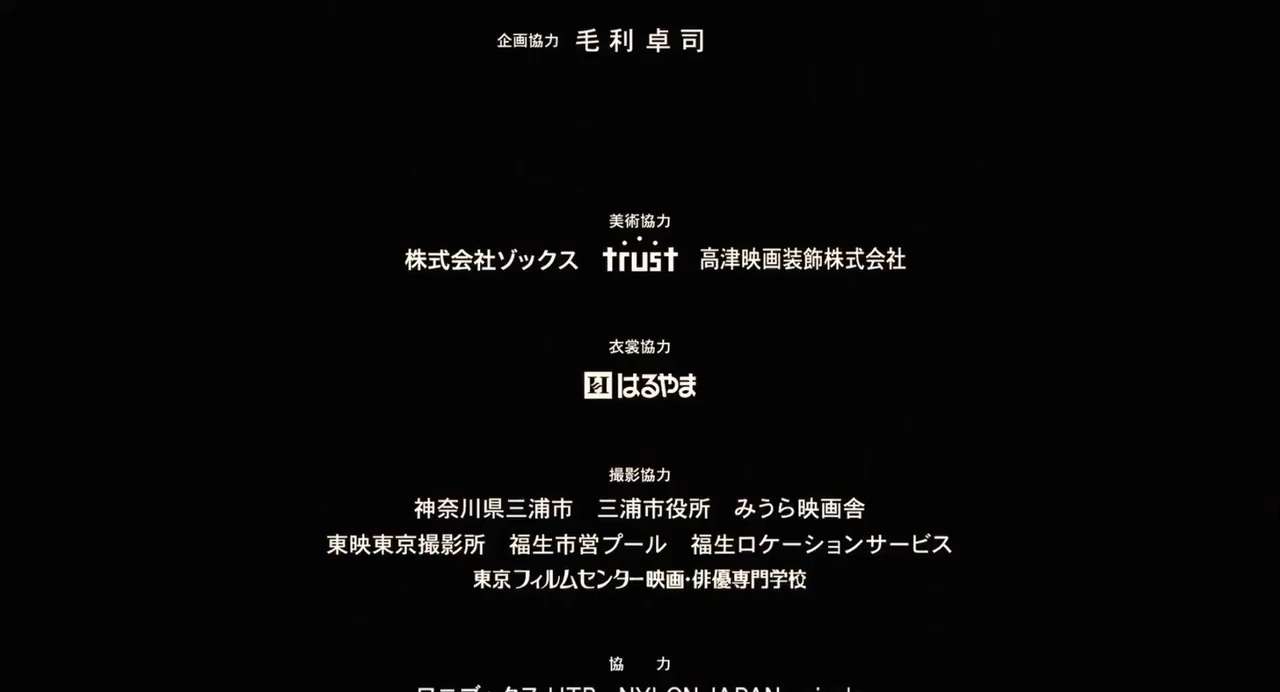 企画協力 毛利卓司
美術協力
株式会社ゾックス trust 高津映画装飾株式会社
衣裳協力
はるやま
撮影協力
神奈川県三浦市 三浦市役所 みうら映画舎
東映東京撮影所 福生市営プール 福生ロケーションサービス
東京フィルムセンター映画・俳優専門学校
協 力